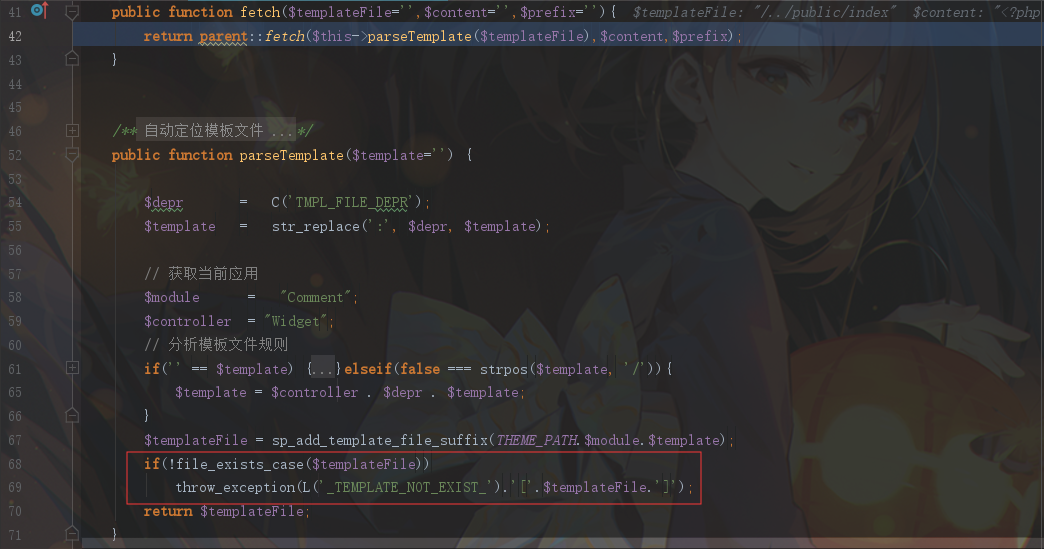 41 public function fetch($templateFile='',$content='',$prefix=''){ $templateFile: "/../public/index" $content: "<?php
42 return parent::fetch($this->parseTemplate($templateFile),$content,$prefix);
43 }
44
45
46 /** 自动定位模板文件 ...*/
52 public function parseTemplate($template='') {
53
54 $depr = C('TMPL_FILE_DEPR');
55 $template = str_replace(':', $depr, $template);
56
57 // 获取当前应用
58 $module = "Comment";
59 $controller = "Widget";
60 // 分析模板文件规则
61 if('' == $template) {...}elseif(false === strpos($template, '/')){
65 $template = $controller . $depr . $template;
66 }
67 $templateFile = sp_add_template_file_suffix(THEME_PATH.$module.$template);
68 if(!file_exists_case($templateFile))
69 throw_exception(L('_TEMPLATE_NOT_EXIST_').'['.$templateFile.']');
70 return $templateFile;
71 }